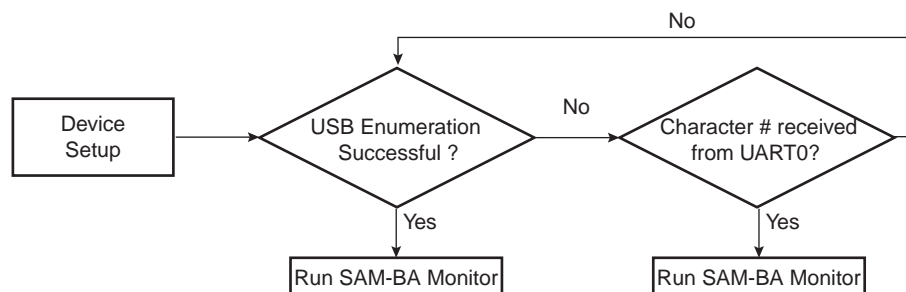 No
Device
Setup
USB Enumeration
Successful ?
No
Character # received
from UART0?
Yes
Yes
Run SAM-BA Monitor
Run SAM-BA Monitor